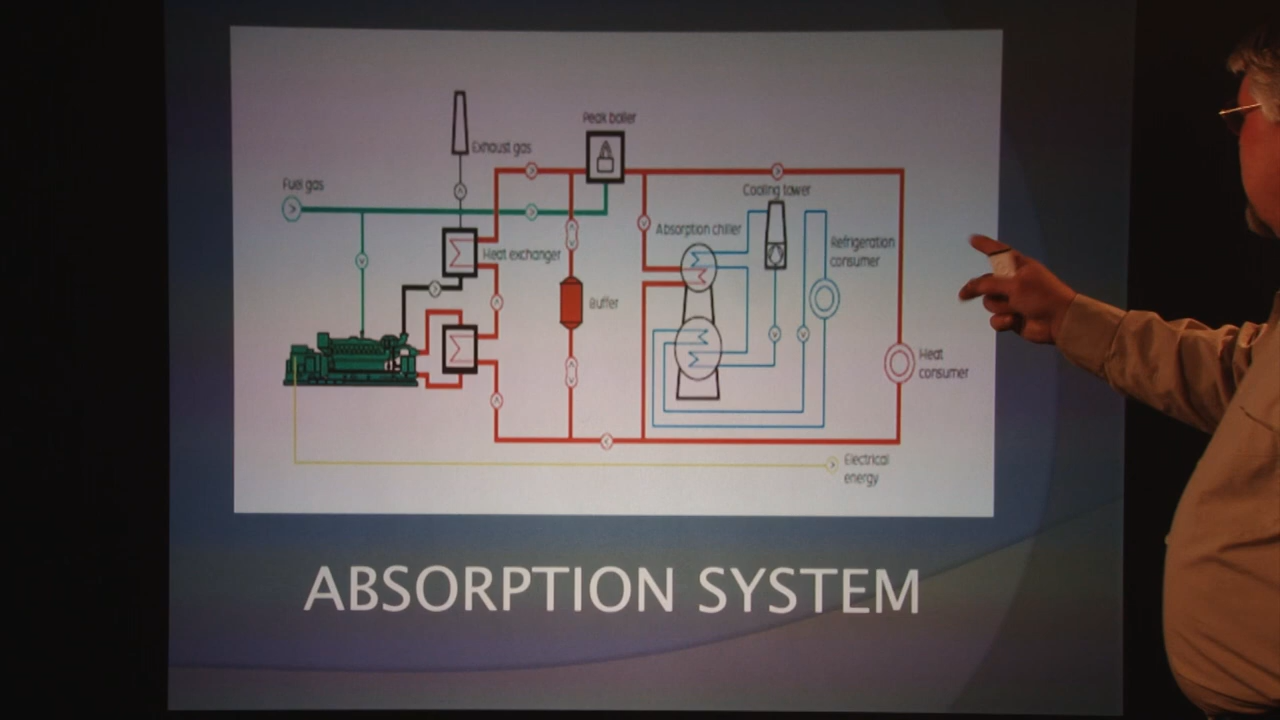 Peak boiler
Exhaust gas
Fuel gas
Cooling tower
Absorption chiller
Refrigeration
consumer
Heat exchanger
Buffer
Heat
consumer
Electrical
energy
ABSORPTION SYSTEM